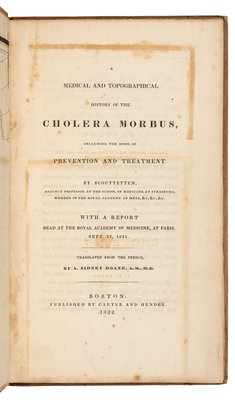 A
MEDICAL AND TOPOGRAPHICAL
HISTORY OF THE
CHOLERA MORBUS,
INCLUDING THE MODE OF
PREVENTION AND TREATMENT.
BY SCOUTTETTEN,
ADJUNCT PROFESSOR AT THE SCHOOL OF MEDICINE AT STRASBURG,
MEMBER OF THE ROYAL ACADEMY AT METZ, &C, &C, &C.
WITH A REPORT
READ AT THE ROYAL ACADEMY OF MEDICINE, AT PARIS,
SEPT. 17, 1831.
TRANSLATED FROM THE FRENCH,
BY A. SIDNEY DOANE, A.M., M.D.
BOSTON:
PUBLISHED BY CARTER AND HENDEE
1832.